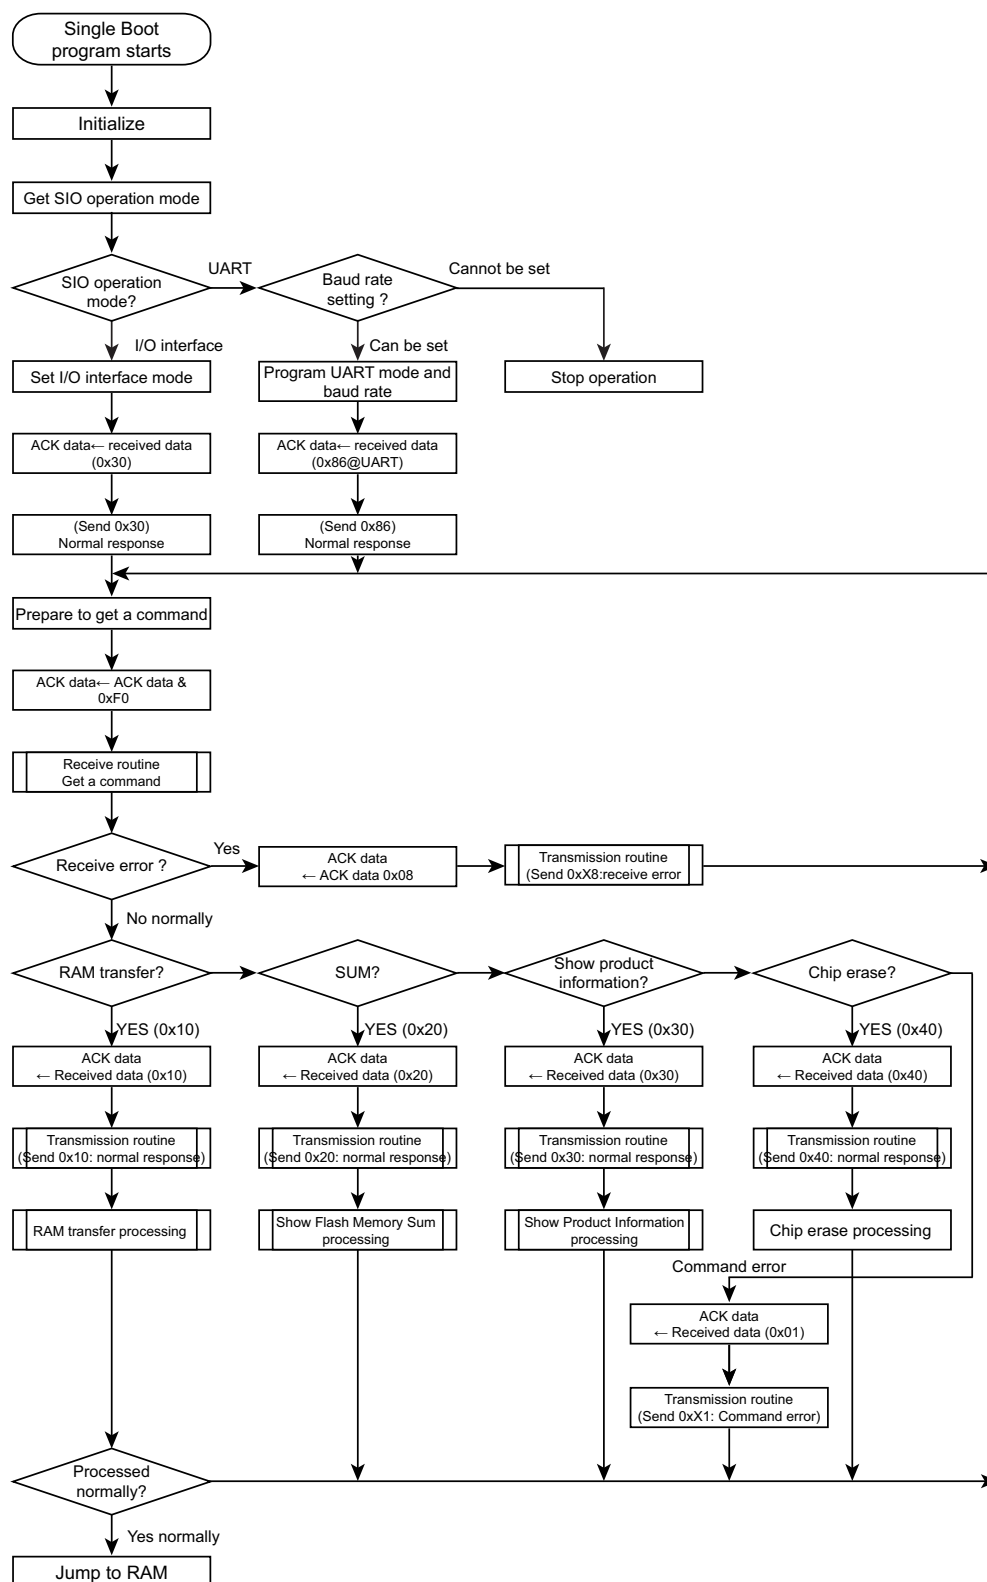 Single Boot
program starts
Initialize
Get SIO operation mode
SIO operation
mode?
UART
Baud rate
setting ?
Cannot be set
I/O interface
Can be set
Set I/O interface mode
Program UART mode and
baud rate
Stop operation
ACK data← received data
(0x30)
ACK data← received data
(0x86@UART)
(Send 0x30)
Normal response
(Send 0x86)
Normal response
Prepare to get a command
ACK data← ACK data &
0xF0
Receive routine
Get a command
Receive error ?
Yes
ACK data
← ACK data 0x08
Transmission routine
(Send 0xX8:receive error
No normally
RAM transfer?
SUM?
Show product
information?
Chip erase?
YES (0x10)
YES (0x20)
YES (0x30)
YES (0x40)
ACK data
← Received data (0x10)
ACK data
← Received data (0x20)
ACK data
← Received data (0x30)
ACK data
← Received data (0x40)
Transmission routine
(Send 0x10: normal response)
Transmission routine
(Send 0x20: normal response)
Transmission routine
(Send 0x30: normal response)
Transmission routine
(Send 0x40: normal response)
RAM transfer processing
Show Flash Memory Sum
processing
Show Product Information
processing
Chip erase processing
Command error
ACK data
← Received data (0x01)
Transmission routine
(Send 0xX1: Command error)
Processed
normally?
Yes normally
Jump to RAM